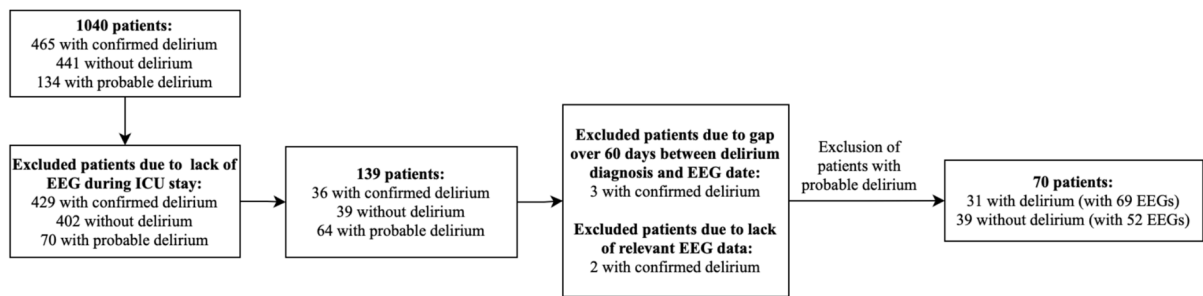 1040 patients:
465 with confirmed delirium
441 without delirium
134 with probable delirium
Excluded patients due to lack of
EEG during ICU stay:
429 with confirmed delirium
402 without delirium
70 with probable delirium
139 patients:
36 with confirmed delirium
39 without delirium
64 with probable delirium
Excluded patients due to gap
over 60 days between delirium
diagnosis and EEG date:
3 with confirmed delirium
Excluded patients due to lack
of relevant EEG data:
2 with confirmed delirium
Exclusion of
patients with
probable delirium
70 patients:
31 with delirium (with 69 EEGs)
39 without delirium (with 52 EEGs)